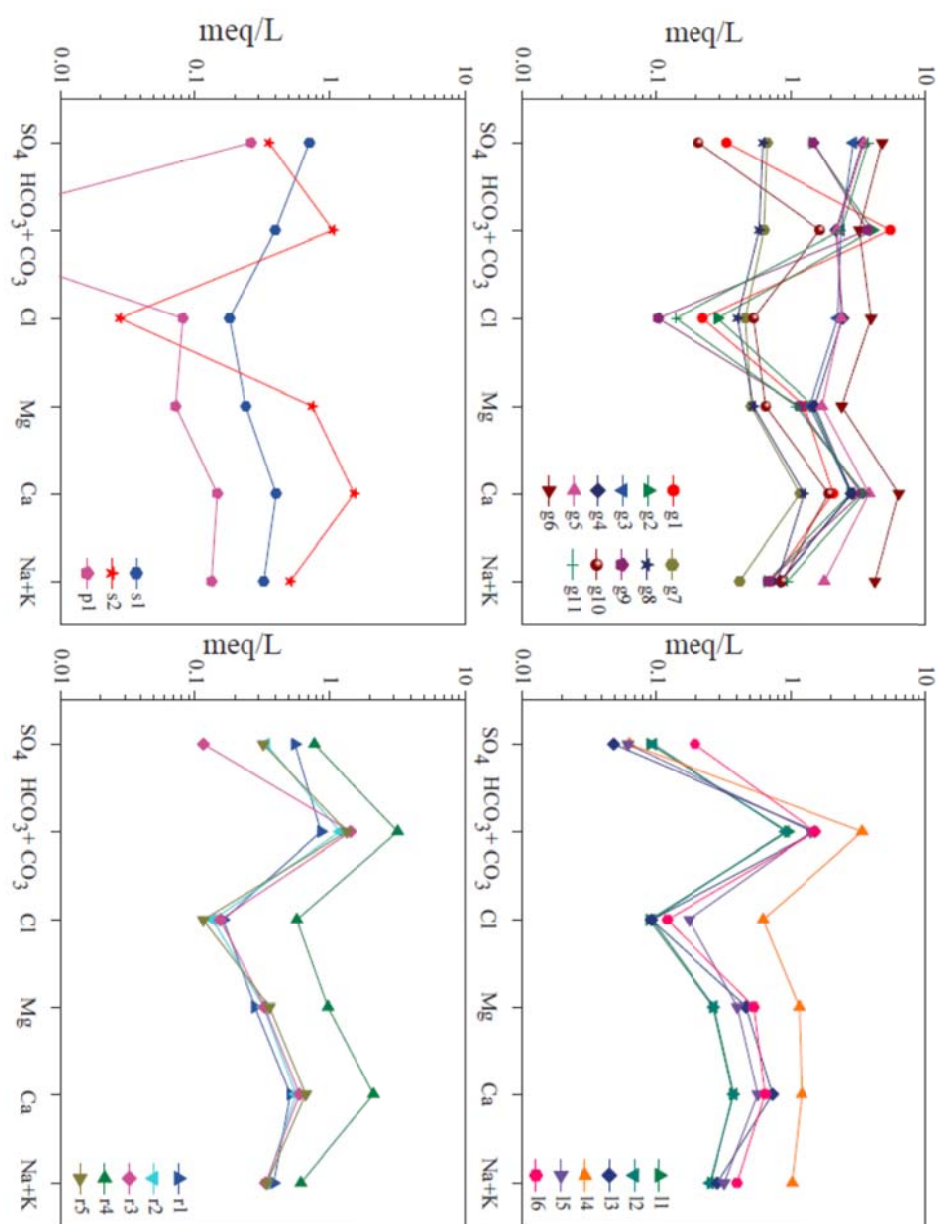 meq/L
0.01
0.1
1
10
SO4
HCO3+CO3
Cl
Mg
Ca
Na+K
p1
s2
s1
meq/L
0.1
1
10
SO4
HCO3+CO3
Cl
Mg
Ca
Na+K
g6
g5
g4
g3
g2
g1
g11
g10
g9
g8
g7
meq/L
0.01
0.1
1
10
SO4
HCO3+CO3
Cl
Mg
Ca
Na+K
r5
r4
r3
r2
r1
meq/L
0.01
0.1
1
10
SO4
HCO3+CO3
Cl
Mg
Ca
Na+K
l6
l5
l4
l3
l2
l1